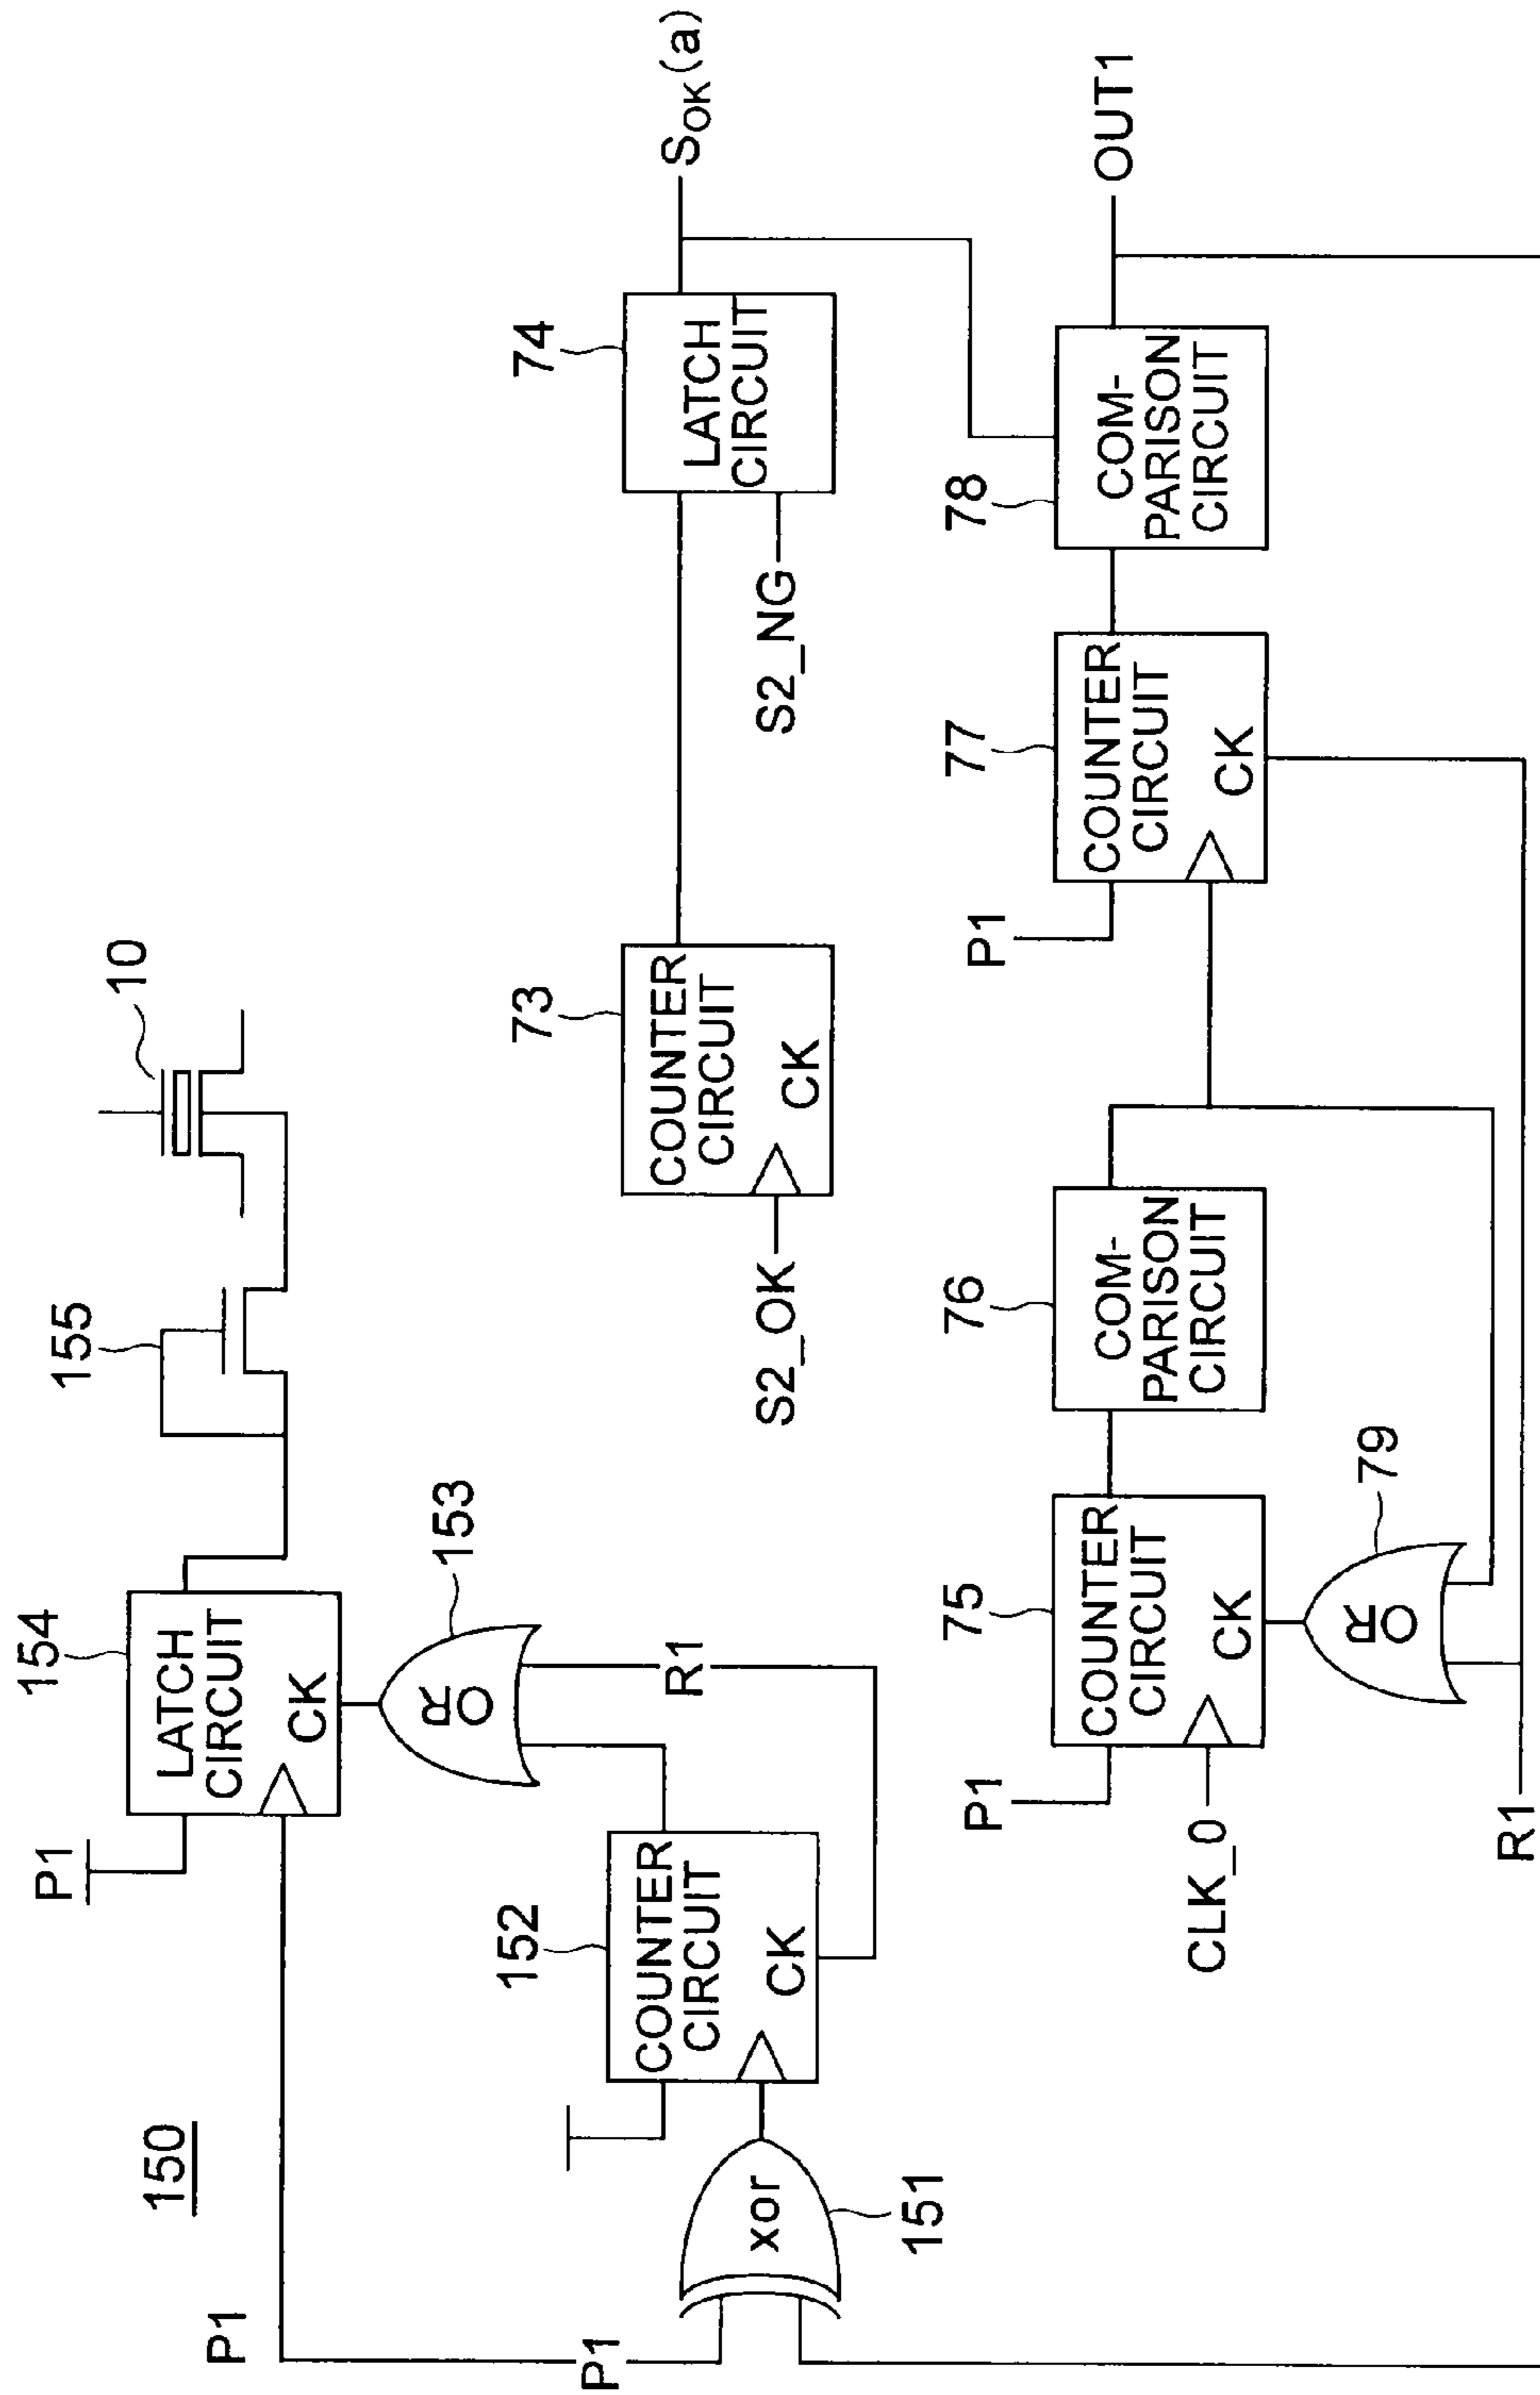 150
P1
P1
154
LATCH
CIRCUIT
CK
155
10
P1
xor
151
152
COUNTER
CIRCUIT
CK
OR
153
R1
S2_OK
73
COUNTER
CIRCUIT
CK
S2_NG
74
LATCH
CIRCUIT
SOK(a)
P1
CLK_0
75
COUNTER
CIRCUIT
CK
OR
79
R1
76
COM-
PARISON
CIRCUIT
P1
77
COUNTER
CIRCUIT
CK
78
COM-
PARISON
CIRCUIT
OUT1